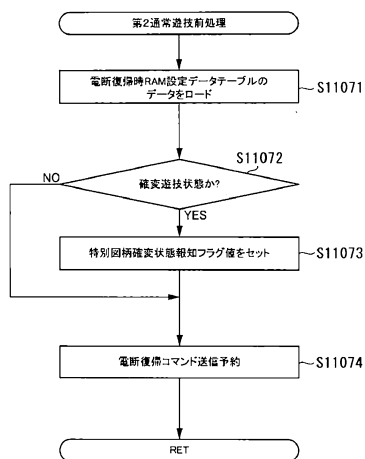 第2通常遊技前処理
電断復帰時RAM設定データテーブルの
データをロード
S11071
S11072
確変遊技状態か?
NO
YES
特別図柄確変状態報知フラグ値をセット
S11073
電断復帰コマンド送信予約
S11074
RET